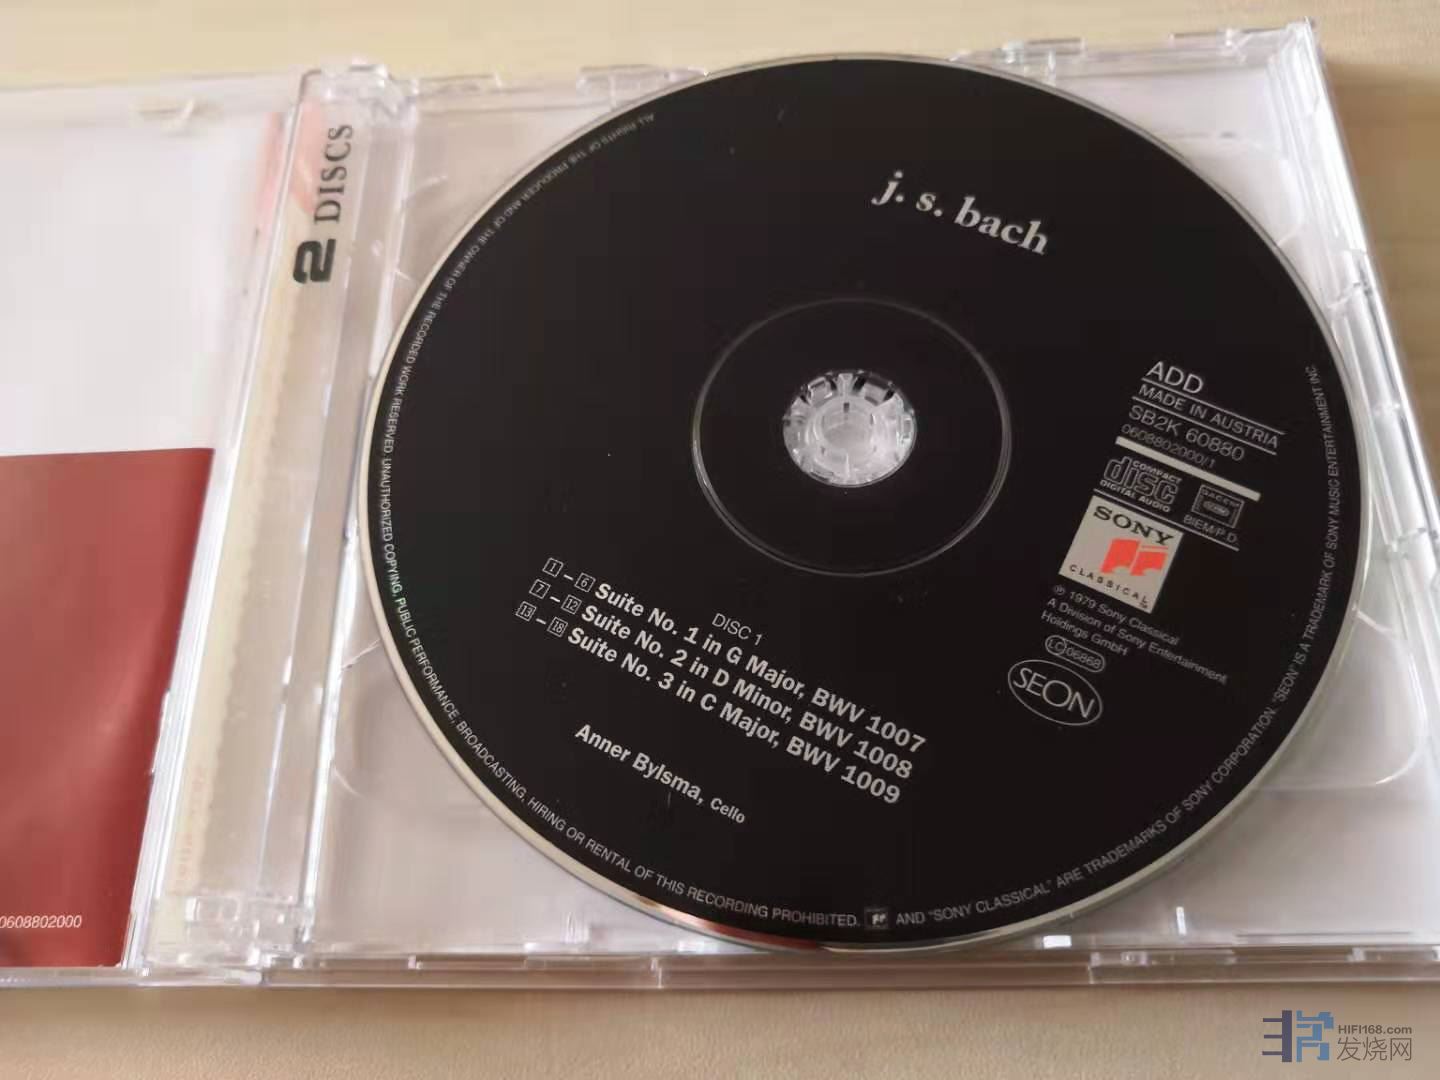 2 DISCS
j. s. bach
ADD
MADE IN AUSTRIA
SB2K 60880
0608802000/1
COMPACT
disc
DIGITAL AUDIO
BIEM/P.D.
SONY
CLASSICAL
℗ 1979 Sony Classical
A Division of Sony Entertainment
Holdings GmbH
LC 06868
SEON
DISC 1
1 – 6 Suite No. 1 in G Major, BWV 1007
7 – 12 Suite No. 2 in D Minor, BWV 1008
13 – 18 Suite No. 3 in C Major, BWV 1009
Anner Bylsma, Cello
ALL RIGHTS OF THE PRODUCER AND OF THE OWNER OF THE RECORDED WORK RESERVED. UNAUTHORIZED COPYING, PUBLIC PERFORMANCE, BROADCASTING, HIRING OR RENTAL OF THIS RECORDING PROHIBITED. AND "SONY CLASSICAL" ARE TRADEMARKS OF SONY CORPORATION. "SEON" IS A TRADEMARK OF SONY MUSIC ENTERTAINMENT INC.
0608802000
HIFI168.com
发烧网